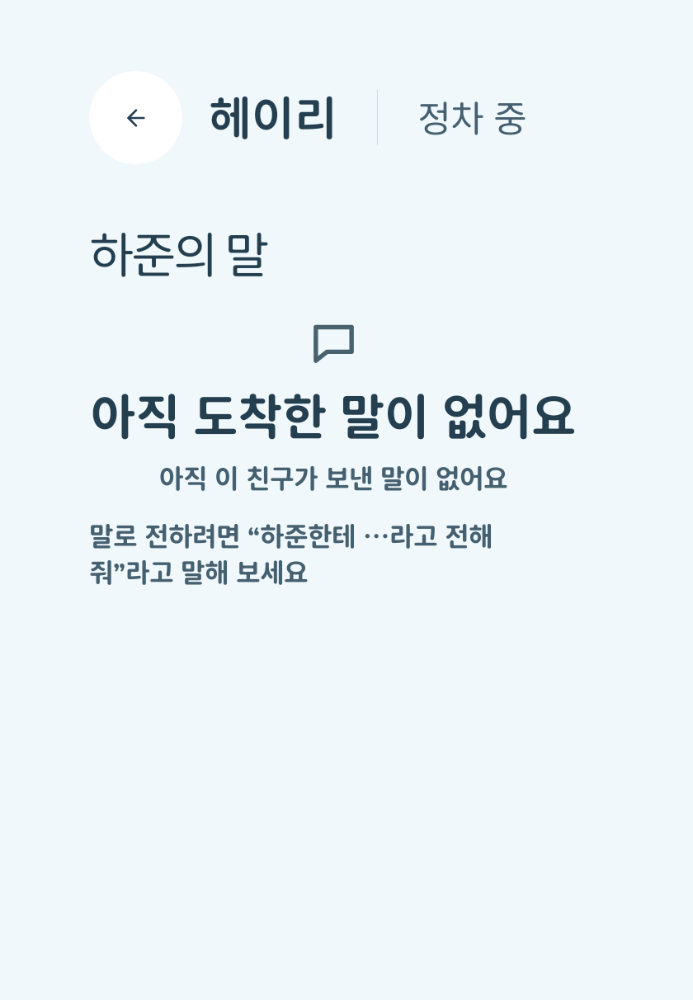 헤이리
정차 중
하준의 말
아직 도착한 말이 없어요
아직 이 친구가 보낸 말이 없어요
말로 전하려면 “하준한테 …라고 전해
줘”라고 말해 보세요